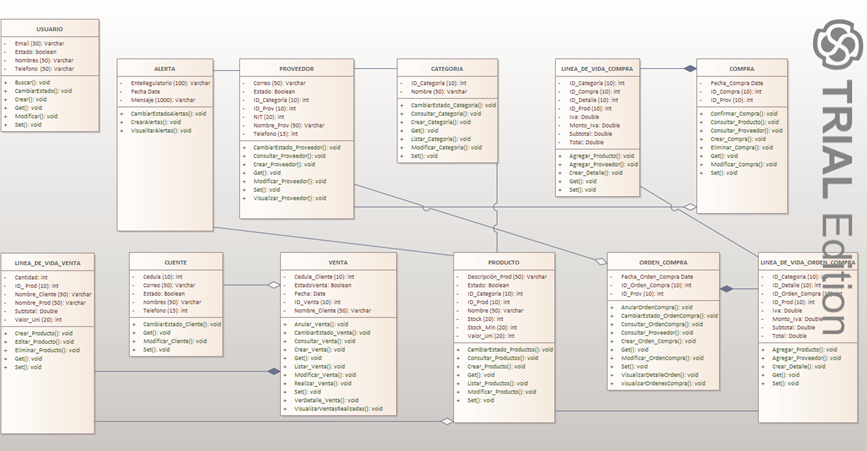 USUARIO
- Email (50): Varchar
- Estado: boolean
- Nombres (50): Varchar
- Telefono (50): Varchar
+ Buscar(): void
+ CambiarEstado(): void
+ Crear(): void
+ Get(): void
+ Modificar(): void
+ Set(): void
ALERTA
- EnteRegulatorio (100): Varchar
- Fecha Date
- Mensaje (1000): Varchar
+ CambiarEstadoAlertas(): void
+ CrearAlertas(): void
+ VisualitarAlertas(): void
PROVEEDOR
- Correo (50): Varchar
- Estado: Boolean
- ID_Categoria (10): int
- ID_Prov (10): int
- NIT (20): int
- Nombre_Prov (50): Varchar
- Telefono (15): int
+ CambiarEstado_Proveedor(): void
+ Consultar_Proveedor(): void
+ Crear_Proveedor(): void
+ Get(): void
+ Modificar_Proveedor(): void
+ Set(): void
+ Visualizar_Proveedor(): void
CATEGORIA
- ID_Categoria (10): int
- Nombre (50): Varchar
+ CambiarEstado_Categoria(): void
+ Consultar_Categoria(): void
+ Crear_Categoria(): void
+ Get(): void
+ Listar_Categoria(): void
+ Modificar_Categoria(): void
+ Set(): void
LINEA_DE_VIDA_COMPRA
- ID_Categoria (10): int
- ID_Compra (10): int
- ID_Detalle (10): int
- ID_Prod (10): int
- Iva: Double
- Monto_Iva: Double
- Subtotal: Double
- Total: Double
+ Agregar_Producto(): void
+ Agregar_Proveedor(): void
+ Crear_Detalle(): void
+ Get(): void
+ Set(): void
COMPRA
- Fecha_Compra Date
- ID_Compra (10): int
- ID_Prov (10): int
+ Confirmar_Compra(): void
+ Consultar_Producto(): void
+ Consultar_Proveedor(): void
+ Crear_Compra(): void
+ Eliminar_Compra(): void
+ Get(): void
+ Modificar_Compra(): void
+ Set(): void
TRIAL Edition
LINEA_DE_VIDA_VENTA
- Cantidad: int
- ID_Prod (10): int
- Nombre_Cliente (50): Varchar
- Nombre_Prod (50): Varchar
- Subtotal: Double
- Valor_Uni (20): int
+ Crear_Producto(): void
+ Editar_Producto(): void
+ Eliminar_Producto(): void
+ Get(): void
+ Set(): void
CLIENTE
- Cedula (10): int
- Correo (50): Varchar
- Estado: Boolean
- nombres (50): Varchar
- Telefono (15): int
+ CambiarEstado_Cliente(): void
+ Get(): void
+ Modificar_Cliente(): void
+ Set(): void
VENTA
- Cedula_Cliente (10): int
- EstadoVenta: Boolean
- Fecha: Date
- ID_Venta (10): int
- Nombre_Cliente (50): Varchar
+ Anular_Venta(): void
+ CambiarEstado_Venta(): void
+ Consultar_Venta(): void
+ Crear_Venta(): void
+ Get(): void
+ Listar_Venta(): void
+ Modificar_Venta(): void
+ Realizar_Venta(): void
+ Set(): void
+ VerDetalle_Venta(): void
+ VisualizarVentasRealizadas(): void
PRODUCTO
- Descripción_Prod (50): Varchar
- Estado: Boolean
- ID_Categoria (10): int
- ID_Prod (10): int
- Nombre (50): Varchar
- Stock (20): int
- Stock_Min (20): int
- Valor_Uni (20): int
+ CambiarEstado_Productos(): void
+ Consultar_Productos(): void
+ Crear_Producto(): void
+ Get(): void
+ Listar_Productos(): void
+ Modificar_Producto(): void
+ Set(): void
ORDEN_COMPRA
- Fecha_Orden_Compra Date
- ID_Orden_Compra (10): int
- ID_Prov (10): int
+ AnularOrdenCompra(): void
+ CambiarEstado_OrdenCompra(): void
+ Consultar_OrdenCompra(): void
+ Consultar_Proveedor(): void
+ Crear_Orden_Compra(): void
+ Get(): void
+ Modificar_OrdenCompra(): void
+ Set(): void
+ VisualizarDetalleOrden(): void
+ visualizarOrdenesCompra(): void
LINEA_DE_VIDA_ORDEN_COMPRA
- ID_Categoria (10): int
- ID_Detalle (10): int
- ID_Orden_Compra (10):
- ID_Prod (10): int
- Iva: Double
- Monto_Iva: Double
- Subtotal: Double
- Total: Double
+ Agregar_Producto(): void
+ Agregar_Proveedor(): void
+ Crear_Detalle(): void
+ Get(): void
+ Set(): void